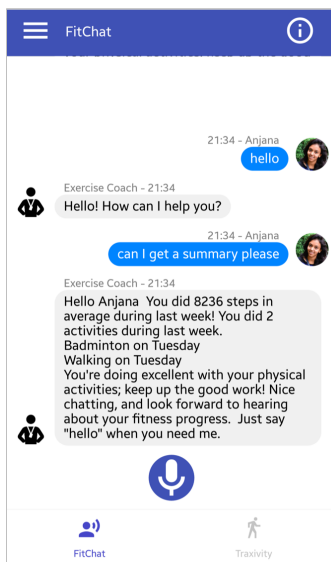 FitChat
21:34 - Anjana
hello
Exercise Coach - 21:34
Hello! How can I help you?
21:34 - Anjana
can I get a summary please
Exercise Coach - 21:34
Hello Anjana  You did 8236 steps in
average during last week! You did 2
activities during last week.
Badminton on Tuesday
Walking on Tuesday
You're doing excellent with your physical
activities; keep up the good work! Nice
chatting, and look forward to hearing
about your fitness progress.  Just say
"hello" when you need me.
FitChat
Traxivity